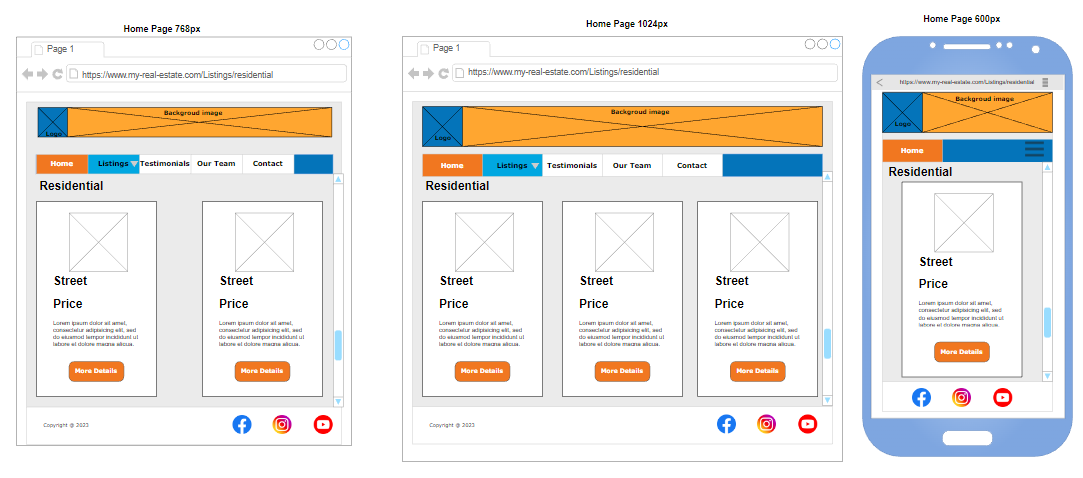 Home Page 768px
Page 1
https://www.my-real-estate.com/Listings/residential
Backgroud image
Logo
Home Listings Testimonials Our Team Contact
Residential
Street
Price
Lorem ipsum dolor sit amet,
consectetur adipisicing elit, sed
do eiusmod tempor incididunt ut
labore et dolore magna aliqua.
More Details
Street
Price
Lorem ipsum dolor sit amet,
consectetur adipisicing elit, sed
do eiusmod tempor incididunt ut
labore et dolore magna aliqua.
More Details
Copyright @ 2023
Home Page 1024px
Page 1
https://www.my-real-estate.com/Listings/residential
Backgroud image
Logo
Home Listings Testimonials Our Team Contact
Residential
Street
Price
Lorem ipsum dolor sit amet,
consectetur adipisicing elit, sed
do eiusmod tempor incididunt ut
labore et dolore magna aliqua.
More Details
Street
Price
Lorem ipsum dolor sit amet,
consectetur adipisicing elit, sed
do eiusmod tempor incididunt ut
labore et dolore magna aliqua.
More Details
Street
Price
Lorem ipsum dolor sit amet,
consectetur adipisicing elit, sed
do eiusmod tempor incididunt ut
labore et dolore magna aliqua.
More Details
Copyright @ 2023
Home Page 600px
https://www.my-real-estate.com/Listings/residential
Backgroud image
Logo
Home
Residential
Street
Price
Lorem ipsum dolor sit amet,
consectetur adipisicing elit, sed
do eiusmod tempor incididunt ut
labore et dolore magna aliqua.
More Details